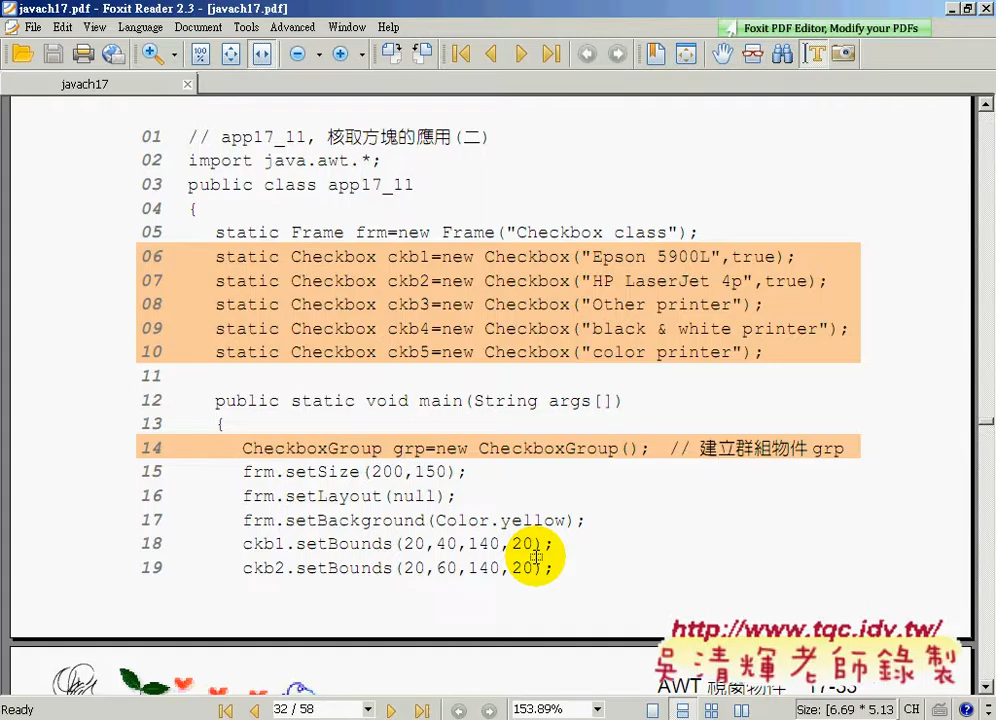 javach17.pdf - Foxit Reader 2.3 - [javach17.pdf]
File Edit View Language Document Tools Advanced Window Help
Foxit PDF Editor, Modify your PDFs
javach17
01 // app17_11, 核取方塊的應用(二)
02 import java.awt.*;
03 public class app17_11
04 {
05 static Frame frm=new Frame("Checkbox class");
06 static Checkbox ckb1=new Checkbox("Epson 5900L",true);
07 static Checkbox ckb2=new Checkbox("HP LaserJet 4p",true);
08 static Checkbox ckb3=new Checkbox("Other printer");
09 static Checkbox ckb4=new Checkbox("black & white printer");
10 static Checkbox ckb5=new Checkbox("color printer");
11
12 public static void main(String args[])
13 {
14 CheckboxGroup grp=new CheckboxGroup(); // 建立群組物件 grp
15 frm.setSize(200,150);
16 frm.setLayout(null);
17 frm.setBackground(Color.yellow);
18 ckb1.setBounds(20,40,140,20);
19 ckb2.setBounds(20,60,140,20);
http://www.tqc.idv.tw/
吳清輝老師錄製
AWT 視窗物件 17-33
32 / 58 153.89% Size: [6.69 * 5.13 CH